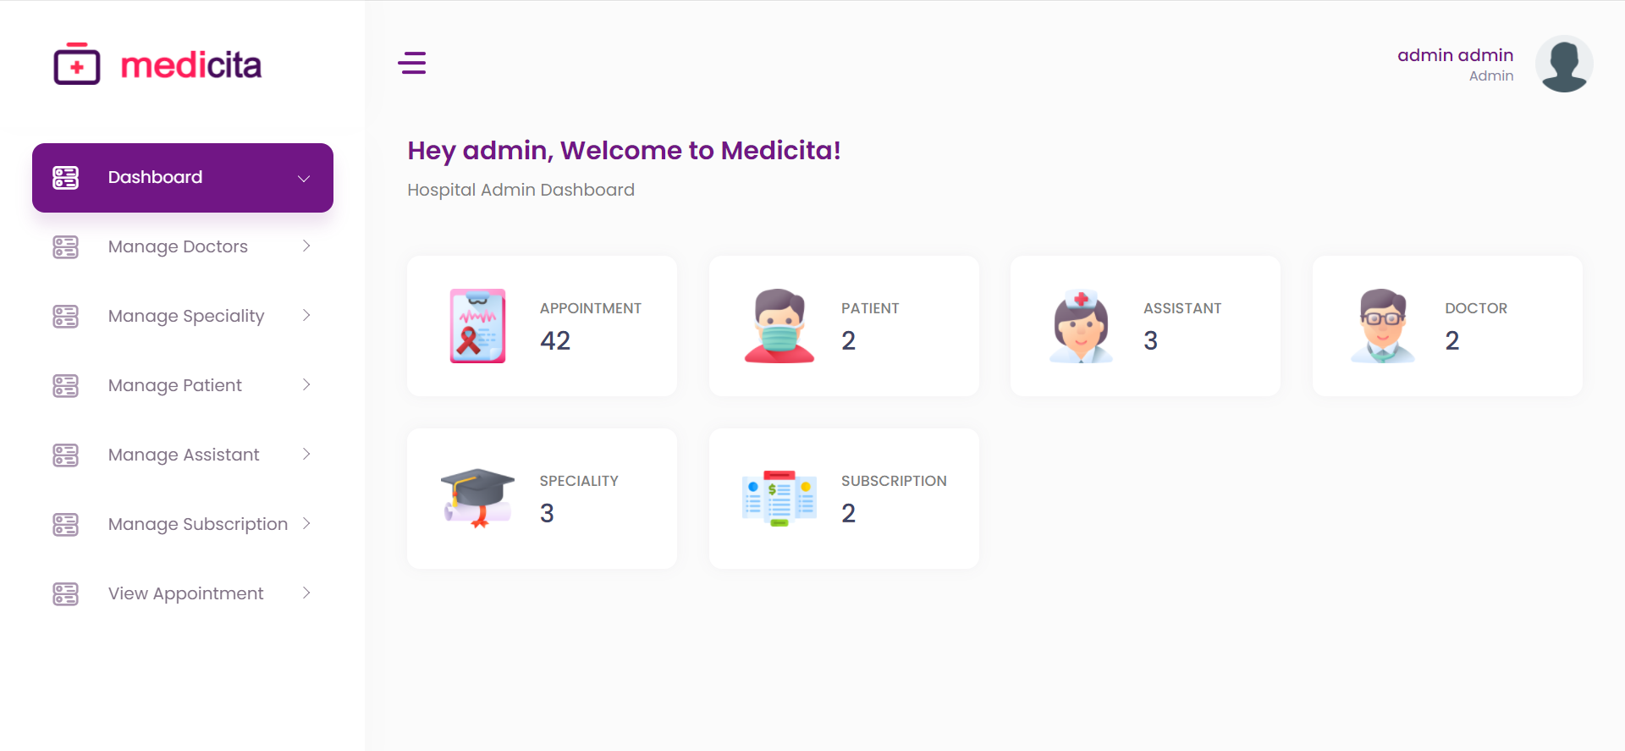 medicita
admin admin
Admin
Dashboard
Manage Doctors
Manage Speciality
Manage Patient
Manage Assistant
Manage Subscription
View Appointment
Hey admin, Welcome to Medicita!
Hospital Admin Dashboard
APPOINTMENT
42
PATIENT
2
ASSISTANT
3
DOCTOR
2
SPECIALITY
3
SUBSCRIPTION
2